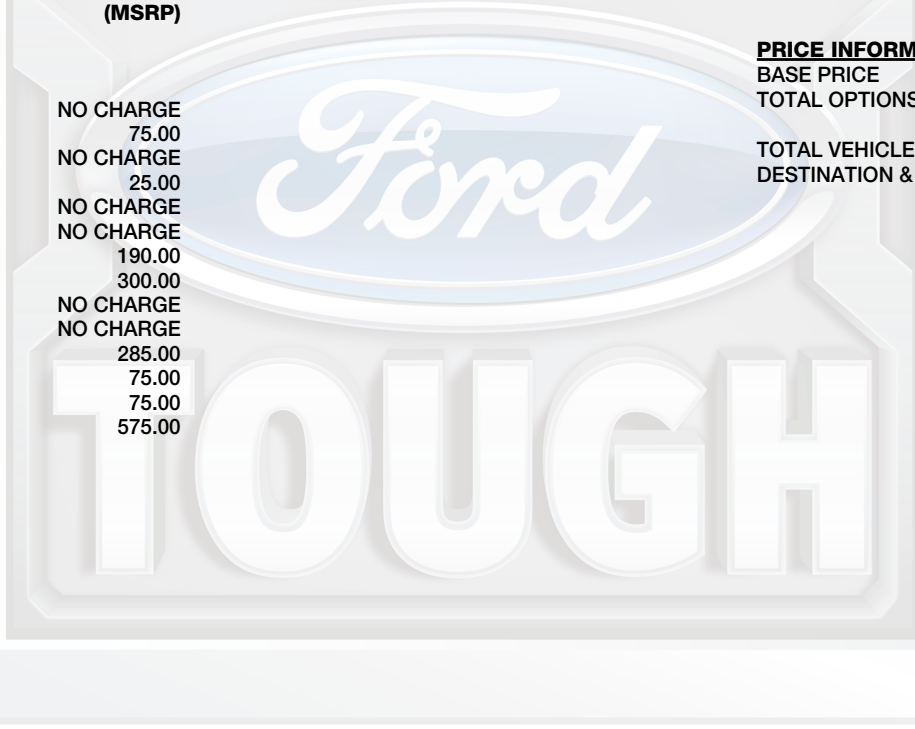 (MSRP)
PRICE INFORM
BASE PRICE
TOTAL OPTIONS
TOTAL VEHICLE
DESTINATION &
NO CHARGE
75.00
NO CHARGE
25.00
NO CHARGE
NO CHARGE
190.00
300.00
NO CHARGE
NO CHARGE
285.00
75.00
75.00
575.00
Ford
TOUGH